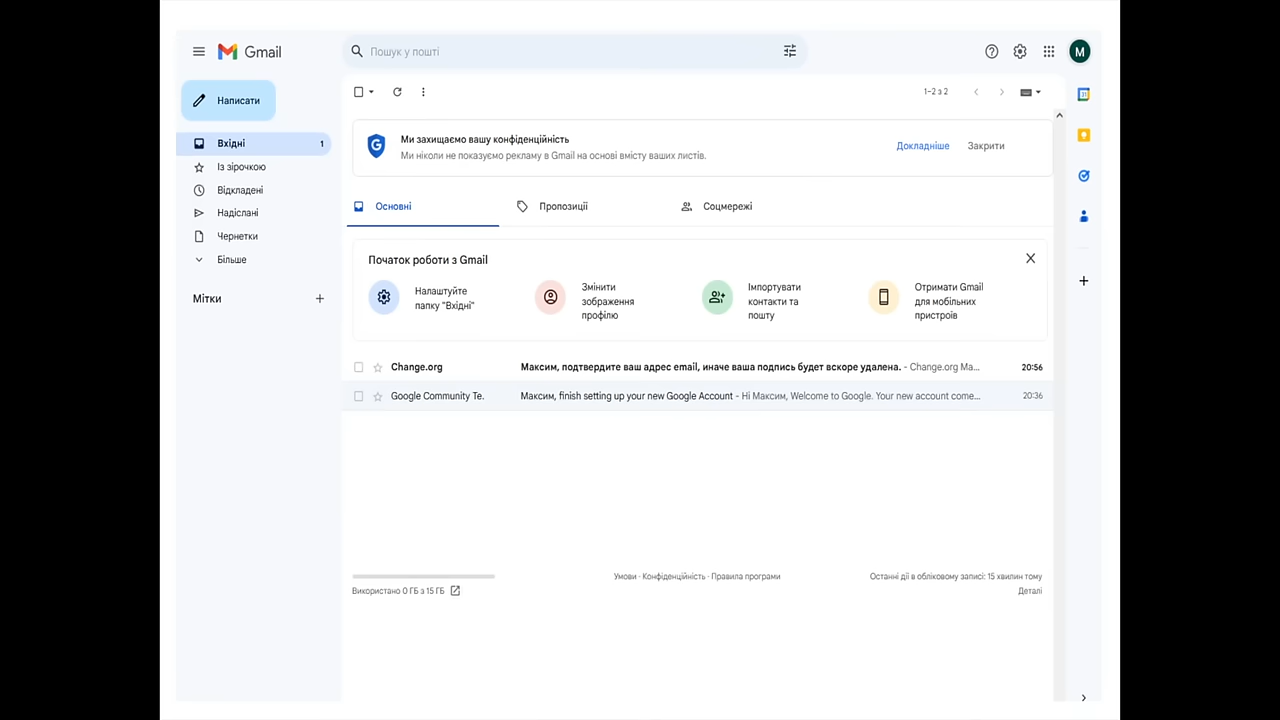 Gmail
Пошук у пошті
M
Написати
1–2 з 2
Вхідні 1
Із зірочкою
Відкладені
Надіслані
Чернетки
Більше
Мітки
Ми захищаємо вашу конфіденційність
Ми ніколи не показуємо рекламу в Gmail на основі вмісту ваших листів.
Докладніше Закрити
Основні Пропозиції Соцмережі
Початок роботи з Gmail
Налаштуйте
папку "Вхідні"
Змінити
зображення
профілю
Імпортувати
контакти та
пошту
Отримати Gmail
для мобільних
пристроїв
Change.org Максим, подтвердите ваш адрес email, иначе ваша подпись будет вскоре удалена. - Change.org Ма... 20:56
Google Community Te. Максим, finish setting up your new Google Account - Hi Максим, Welcome to Google. Your new account come... 20:36
Використано 0 ГБ з 15 ГБ
Умови · Конфіденційність · Правила програми
Останні дії в обліковому записі: 15 хвилин тому
Деталі